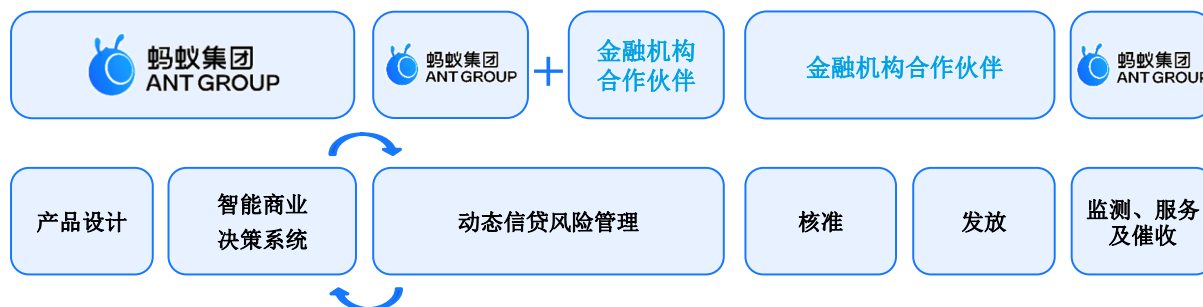 蚂蚁集团
ANT GROUP
蚂蚁集团
ANT GROUP
+
金融机构
合作伙伴
金融机构合作伙伴
蚂蚁集团
ANT GROUP
产品设计
智能商业
决策系统
动态信贷风险管理
核准
发放
监测、服务
及催收